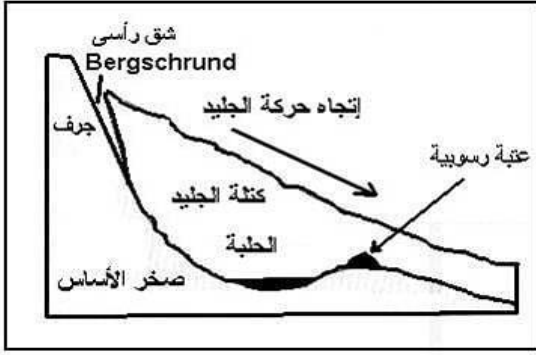 شق رأسى
Bergschrund
إتجاه حركة الجليد
جرف
عتبة رسوبية
كتلة الجليد
الحلبة
صخر الأساس